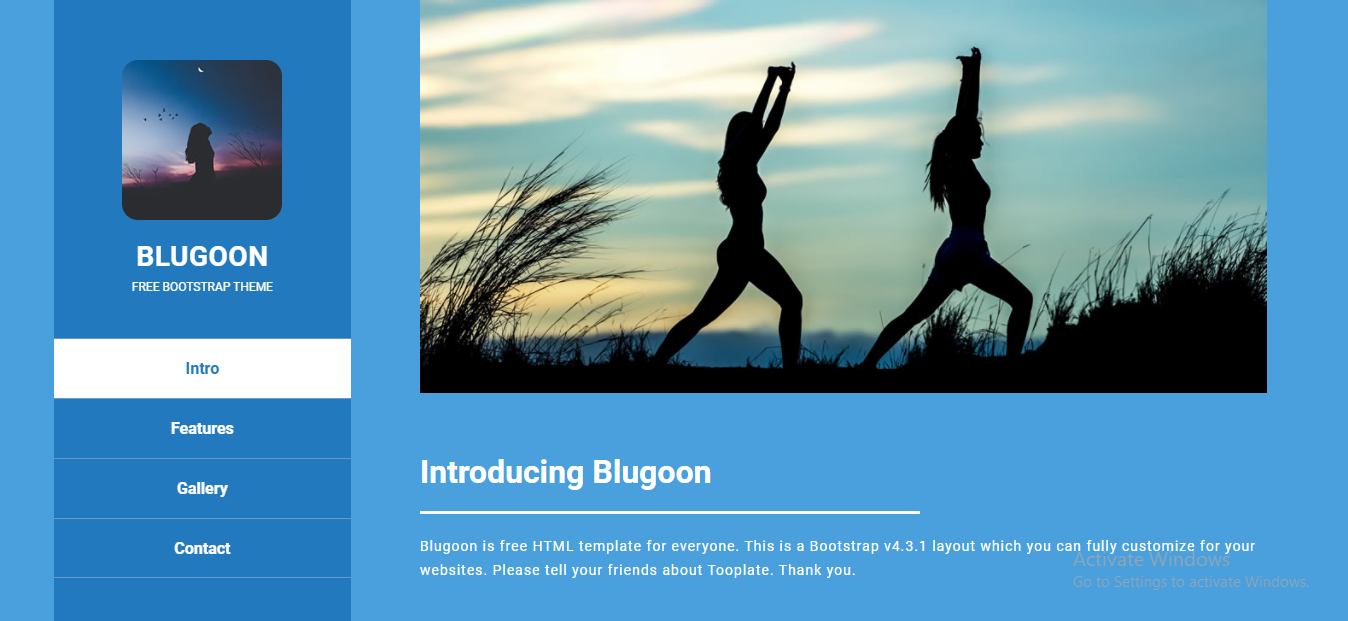 BLUGOON
FREE BOOTSTRAP THEME
Intro
Features
Gallery
Contact
Introducing Blugoon
Blugoon is free HTML template for everyone. This is a Bootstrap v4.3.1 layout which you can fully customize for your
websites. Please tell your friends about Tooplate. Thank you.
Activate Windows
Go to Settings to activate Windows.